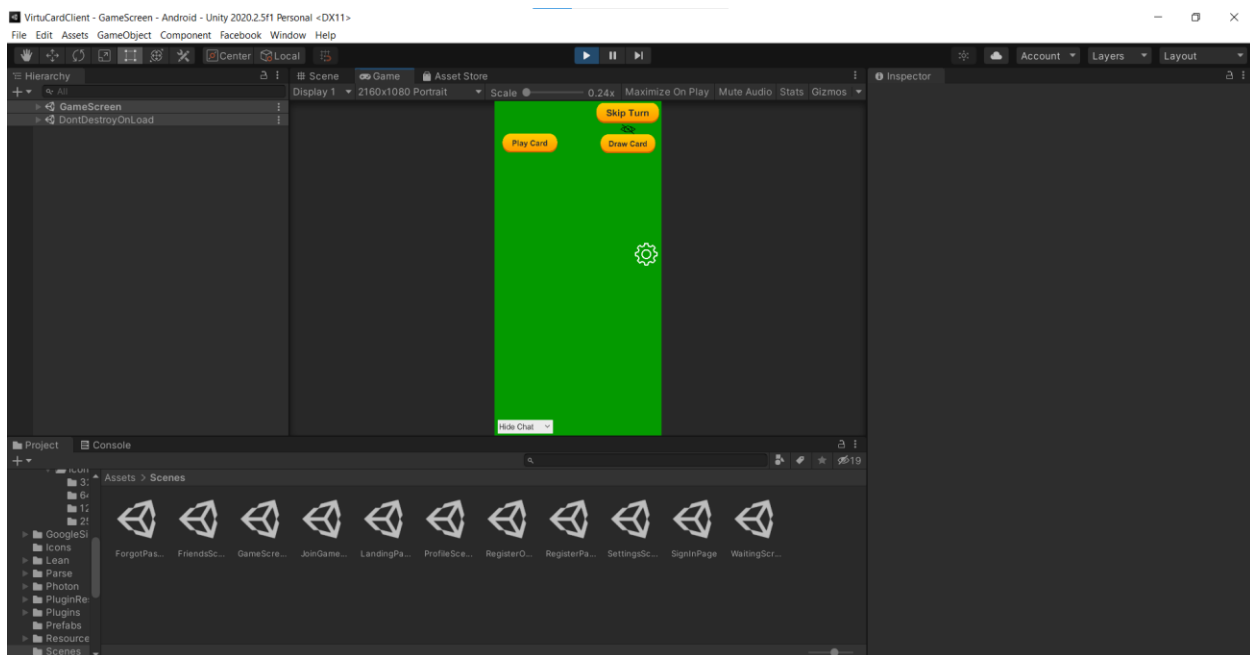 VirtuCardClient - GameScreen - Android - Unity 2020.2.5f1 Personal <DX11>
File Edit Assets GameObject Component Facebook Window Help
Center Local Account Layers Layout
Hierarchy Scene Game Asset Store Inspector
All Display 1 2160x1080 Portrait Scale 0.24x Maximize On Play Mute Audio Stats Gizmos
GameScreen
DontDestroyOnLoad
Skip Turn
Play Card Draw Card
Hide Chat
Project Console
19
Assets > Scenes
GoogleSi
Icons
Lean
Parse
Photon
PluginRe
Plugins
Prefabs
Resource
Scenes
ForgotPas... FriendsSc... GameScre... JoinGame... LandingPa... ProfileSce... RegisterO... RegisterPa... SettingsSc... SignInPage WaitingScr...